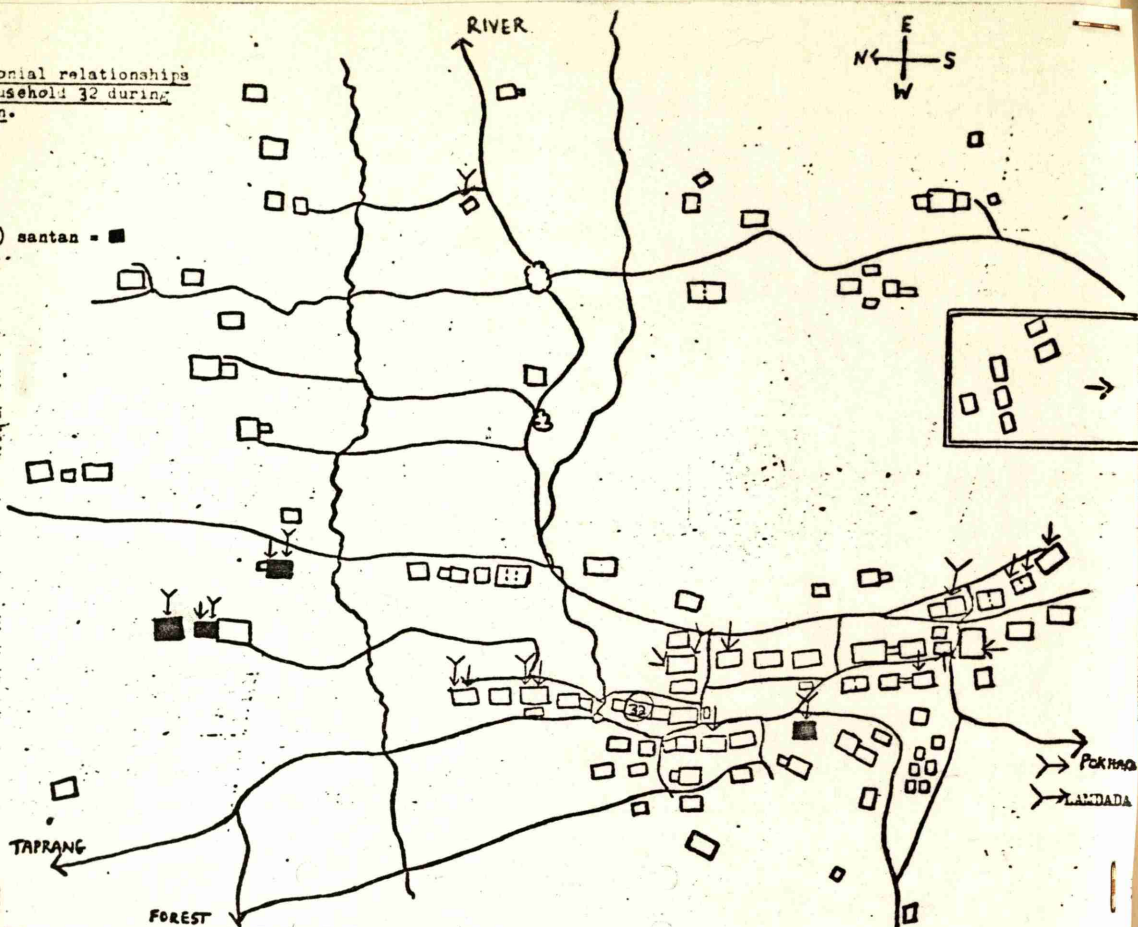 RIVER
E
N S
W
onial relationships
usehold 32 during
n.
) santan =
32
POKHARA
LAMDADA
TAPRANG
FOREST